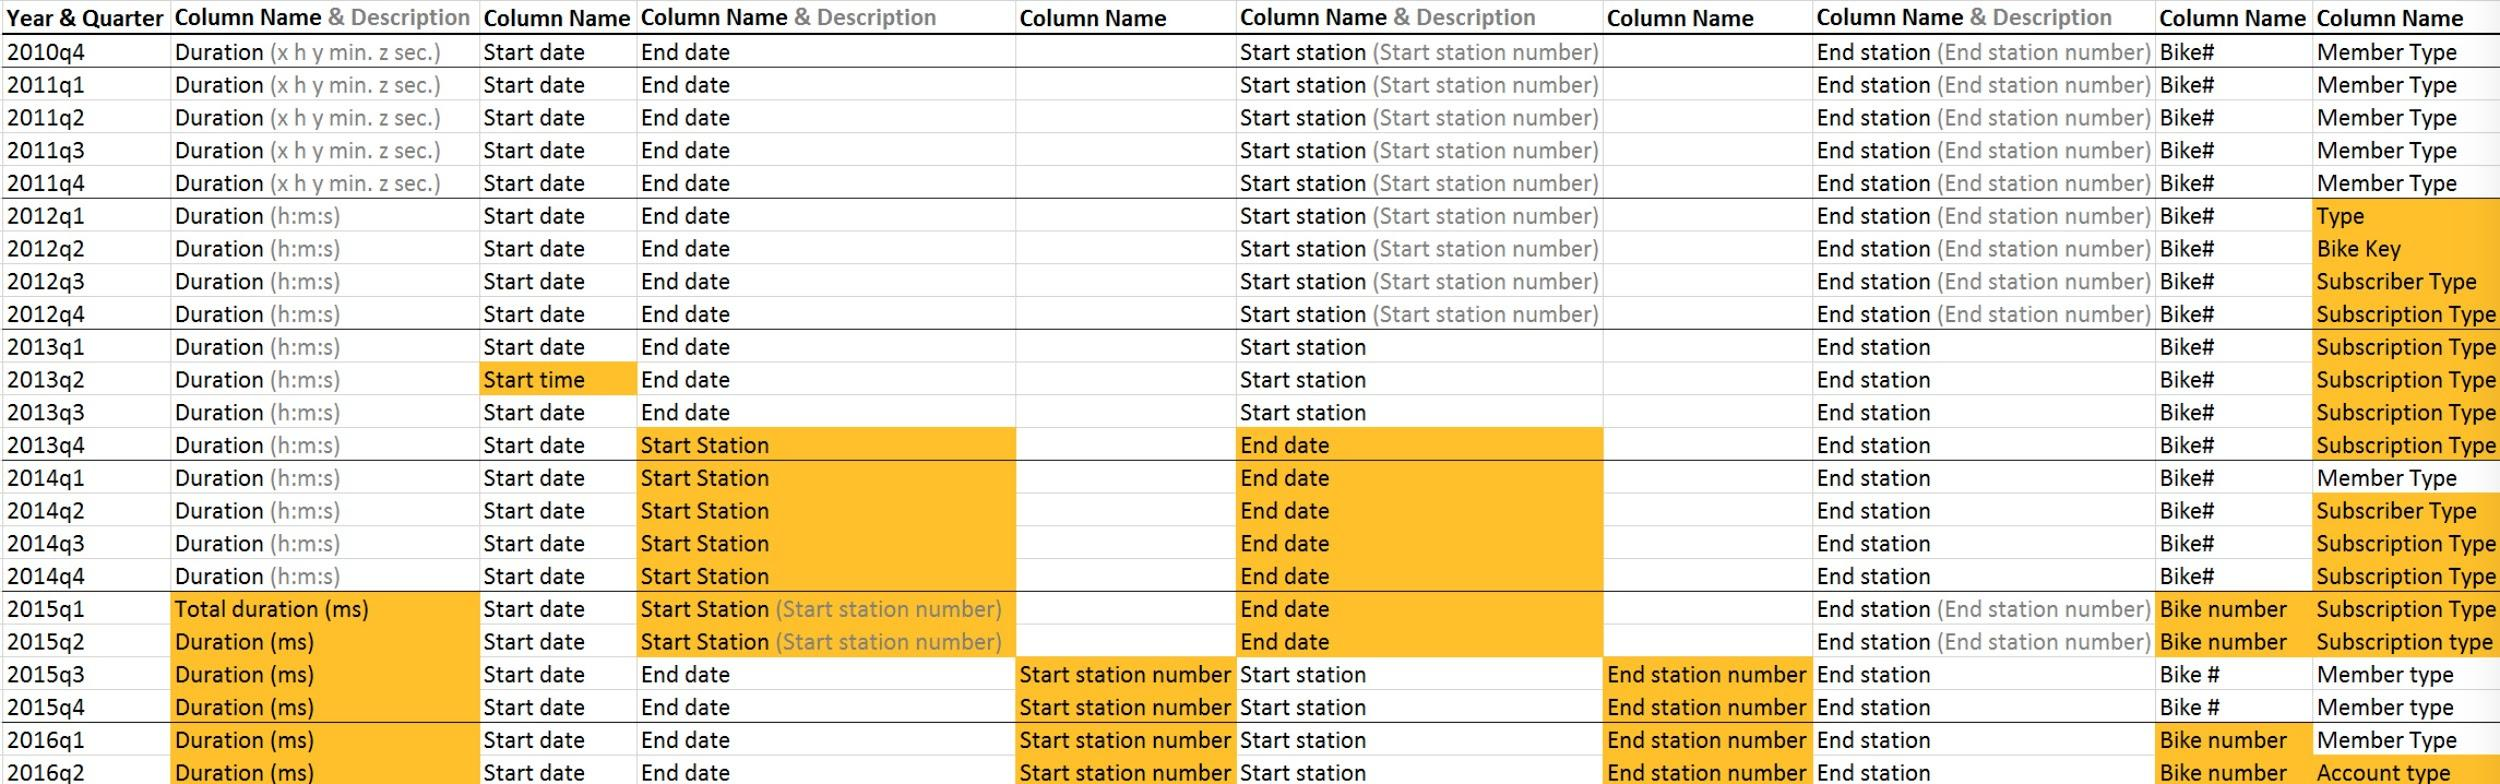 Year & Quarter Column Name & Description Column Name Column Name & Description Column Name Column Name & Description Column Name Column Name & Description Column Name Column Name
2010q4 Duration (x h y min. z sec.) Start date End date Start station (Start station number) End station (End station number) Bike# Member Type
2011q1 Duration (x h y min. z sec.) Start date End date Start station (Start station number) End station (End station number) Bike# Member Type
2011q2 Duration (x h y min. z sec.) Start date End date Start station (Start station number) End station (End station number) Bike# Member Type
2011q3 Duration (x h y min. z sec.) Start date End date Start station (Start station number) End station (End station number) Bike# Member Type
2011q4 Duration (x h y min. z sec.) Start date End date Start station (Start station number) End station (End station number) Bike# Member Type
2012q1 Duration (h:m:s) Start date End date Start station (Start station number) End station (End station number) Bike# Type
2012q2 Duration (h:m:s) Start date End date Start station (Start station number) End station (End station number) Bike# Bike Key
2012q3 Duration (h:m:s) Start date End date Start station (Start station number) End station (End station number) Bike# Subscriber Type
2012q4 Duration (h:m:s) Start date End date Start station (Start station number) End station (End station number) Bike# Subscription Type
2013q1 Duration (h:m:s) Start date End date Start station End station Bike# Subscription Type
2013q2 Duration (h:m:s) Start time End date Start station End station Bike# Subscription Type
2013q3 Duration (h:m:s) Start date End date Start station End station Bike# Subscription Type
2013q4 Duration (h:m:s) Start date Start Station End date End station Bike# Subscription Type
2014q1 Duration (h:m:s) Start date Start Station End date End station Bike# Member Type
2014q2 Duration (h:m:s) Start date Start Station End date End station Bike# Subscriber Type
2014q3 Duration (h:m:s) Start date Start Station End date End station Bike# Subscription Type
2014q4 Duration (h:m:s) Start date Start Station End date End station Bike# Subscription Type
2015q1 Total duration (ms) Start date Start Station (Start station number) End date End station (End station number) Bike number Subscription Type
2015q2 Duration (ms) Start date Start Station (Start station number) End date End station (End station number) Bike number Subscription type
2015q3 Duration (ms) Start date End date Start station number Start station End station number End station Bike # Member type
2015q4 Duration (ms) Start date End date Start station number Start station End station number End station Bike # Member type
2016q1 Duration (ms) Start date End date Start station number Start station End station number End station Bike number Member Type
2016q2 Duration (ms) Start date End date Start station number Start station End station number End station Bike number Account type